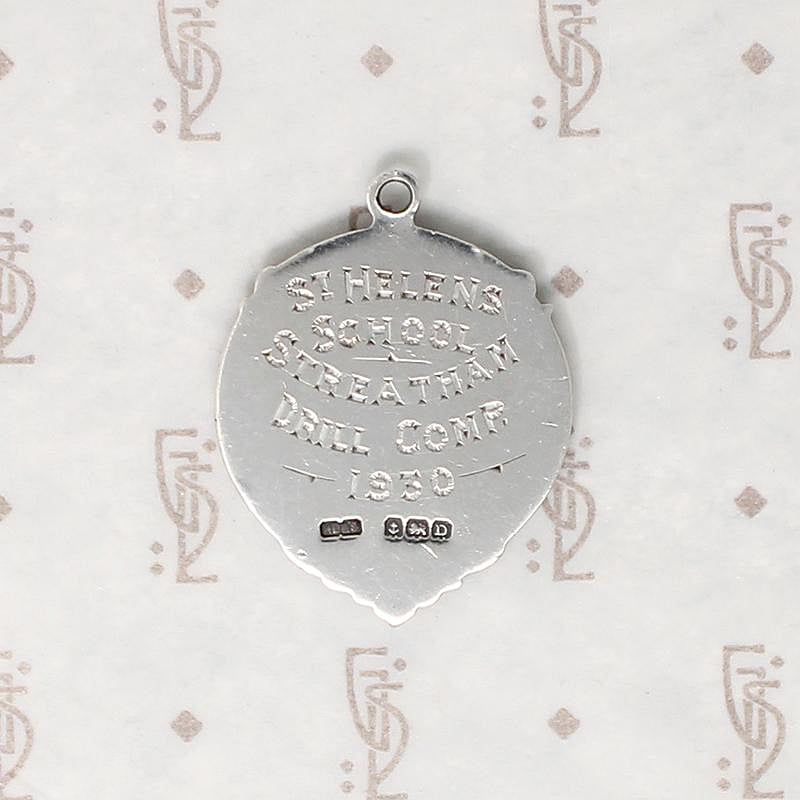 ST HELENS
SCHOOL
STREATHAM
DRILL COMP.
1930
D